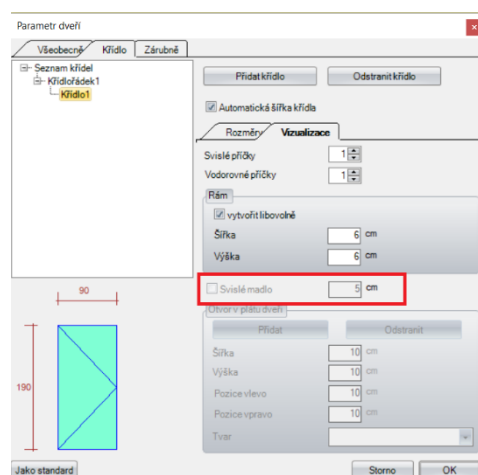 Parametr dveří
Všeobecně Křídlo Zárubně
Seznam křídel
Křídlořádek1
Křídlo1
Přidat křídlo Odstranit křídlo
Automatická šířka křídla
Rozměry Vizualizace
Svislé příčky 1
Vodorovné příčky 1
Rám
vytvořit libovolně
Šířka 6 cm
Výška 6 cm
Svislé madlo 5 cm
Otvor v plátu dveří
Přidat Odstranit
Šířka 10 cm
Výška 10 cm
Pozice vlevo 10 cm
Pozice vpravo 10 cm
Tvar
90
190
Jako standard Storno OK